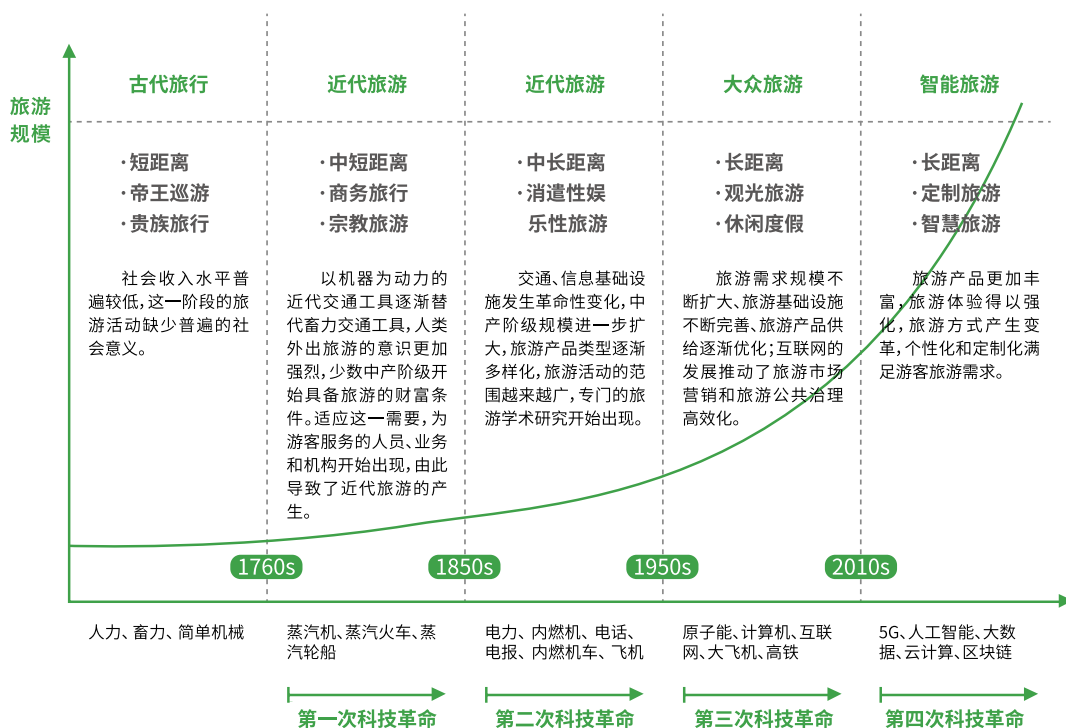 旅游
规模
古代旅行
·短距离
·帝王巡游
·贵族旅行
社会收入水平普
遍较低，这一阶段的旅
游活动缺少普遍的社
会意义。
近代旅游
·中短距离
·商务旅行
·宗教旅游
以机器为动力的
近代交通工具逐渐替
代畜力交通工具，人类
外出旅游的意识更加
强烈，少数中产阶级开
始具备旅游的财富条
件。适应这一需要，为
游客服务的人员、业务
和机构开始出现，由此
导致了近代旅游的产
生。
近代旅游
·中长距离
·消遣性娱
乐性旅游
交通、信息基础设
施发生革命性变化，中
产阶级规模进一步扩
大，旅游产品类型逐渐
多样化，旅游活动的范
围越来越广，专门的旅
游学术研究开始出现。
大众旅游
·长距离
·观光旅游
·休闲度假
旅游需求规模不
断扩大、旅游基础设施
不断完善、旅游产品供
给逐渐优化；互联网的
发展推动了旅游市场
营销和旅游公共治理
高效化。
智能旅游
·长距离
·定制旅游
·智慧旅游
旅游产品更加丰
富，旅游体验得以强
化，旅游方式产生变
革，个性化和定制化满
足游客旅游需求。
1760s
1850s
1950s
2010s
人力、畜力、简单机械
蒸汽机、蒸汽火车、蒸
汽轮船
电力、内燃机、电话、
电报、内燃机车、飞机
原子能、计算机、互联
网、大飞机、高铁
5G、人工智能、大数
据、云计算、区块链
第一次科技革命
第二次科技革命
第三次科技革命
第四次科技革命